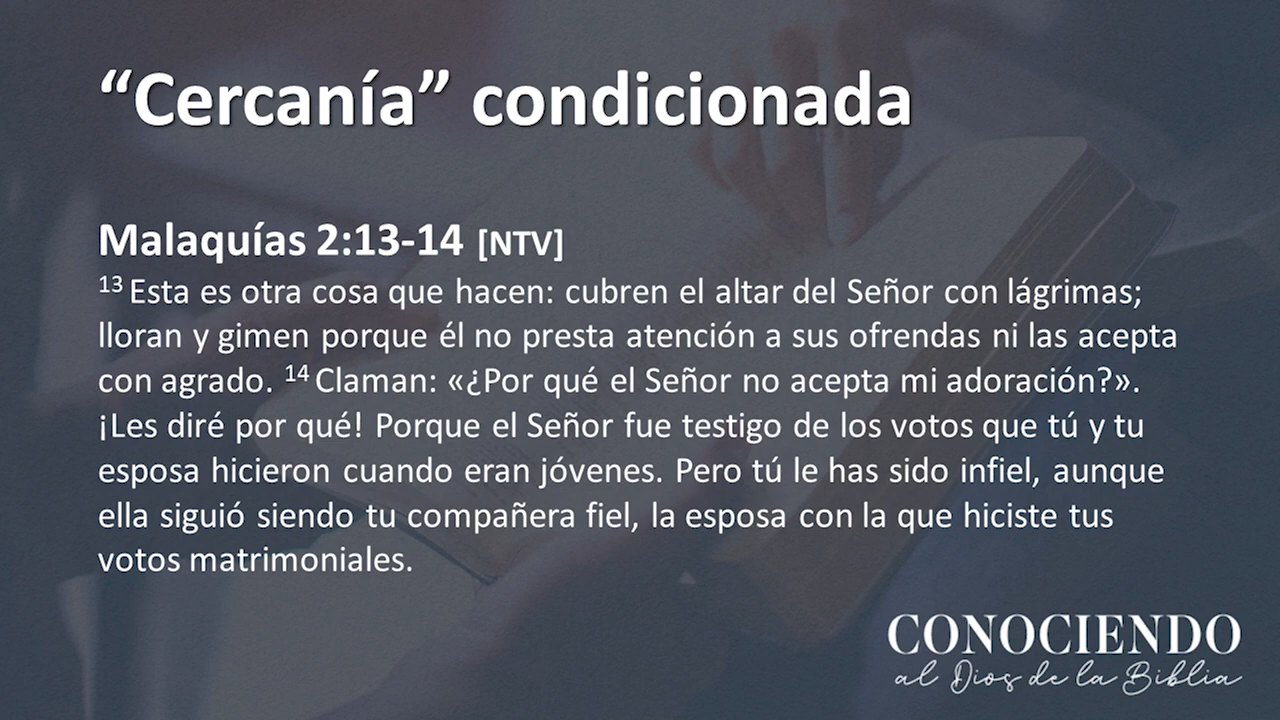 “Cercanía” condicionada
Malaquías 2:13-14 [NTV]
13 Esta es otra cosa que hacen: cubren el altar del Señor con lágrimas;
lloran y gimen porque él no presta atención a sus ofrendas ni las acepta
con agrado. 14 Claman: «¿Por qué el Señor no acepta mi adoración?».
¡Les diré por qué! Porque el Señor fue testigo de los votos que tú y tu
esposa hicieron cuando eran jóvenes. Pero tú le has sido infiel, aunque
ella siguió siendo tu compañera fiel, la esposa con la que hiciste tus
votos matrimoniales.
CONOCIENDO
al Dios de la Biblia